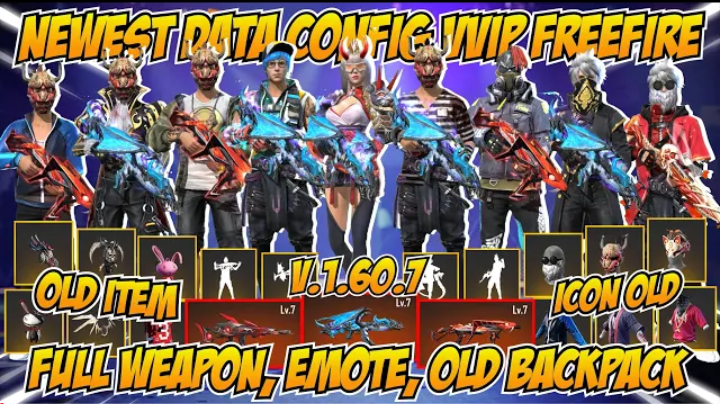 NEWEST DATA CONFIG VVIP FREEFIRE
V.1.60.7
OLD ITEM
ICON OLD
Lv.7
Lv.7
Lv.7
FULL WEAPON, EMOTE, OLD BACKPACK